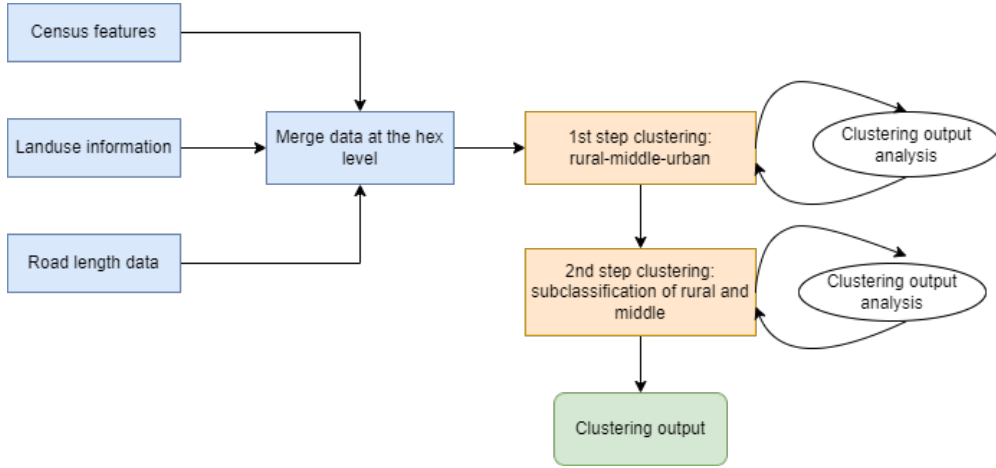 Census features
Landuse information
Road length data
Merge data at the hex
level
1st step clustering:
rural-middle-urban
Clustering output
analysis
2nd step clustering:
subclassification of rural and
middle
Clustering output
analysis
Clustering output